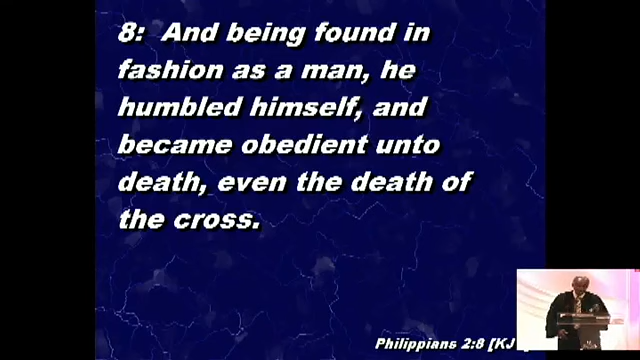 8: And being found in
fashion as a man, he
humbled himself, and
became obedient unto
death, even the death of
the cross.
Philippians 2:8 [KJ